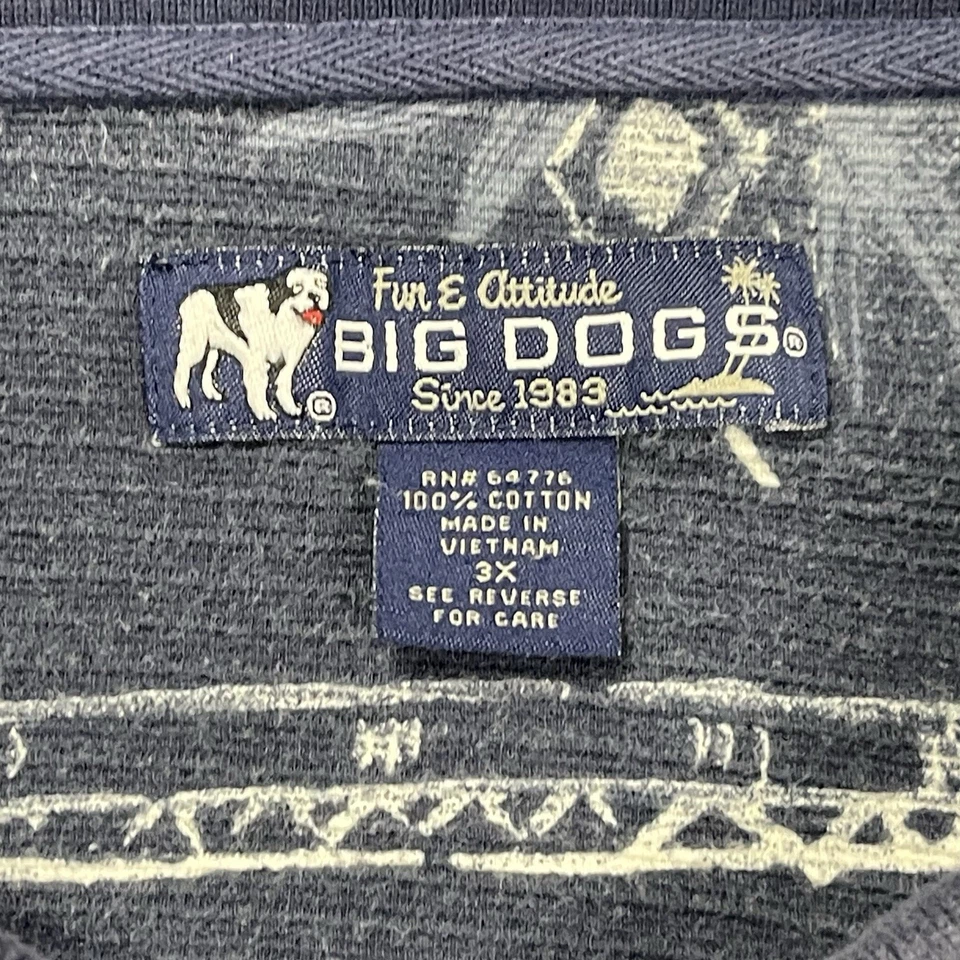 Fun & Attitude
BIG DOGS®
Since 1983
®
RN# 64776
100% COTTON
MADE IN
VIETNAM
3X
SEE REVERSE
FOR CARE